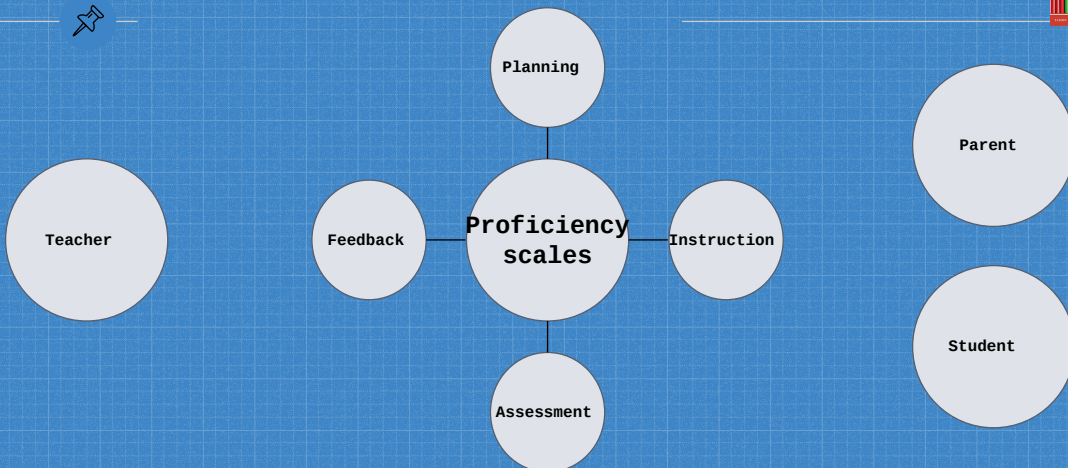 Planning
Parent
Teacher
Feedback
Proficiency
scales
Instruction
Student
Assessment